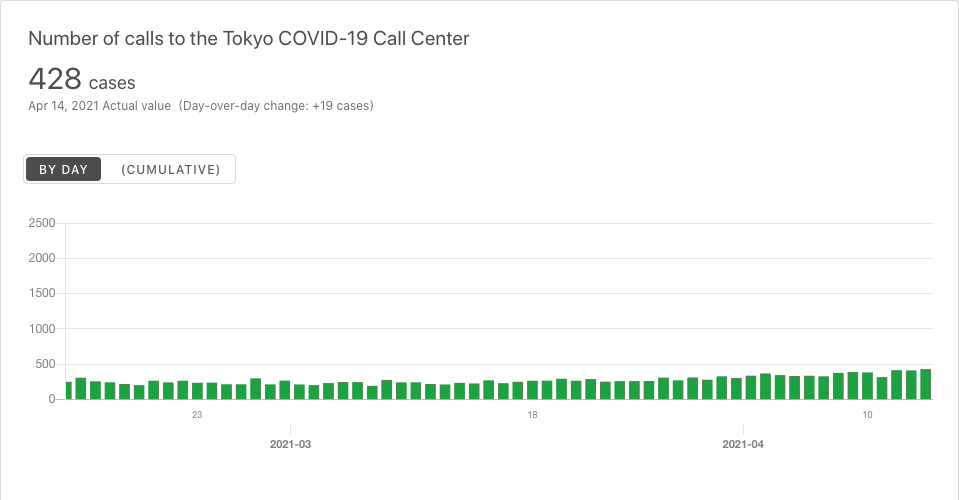 Number of calls to the Tokyo COVID-19 Call Center
428 cases
Apr 14, 2021 Actual value (Day-over-day change: +19 cases)
BY DAY (CUMULATIVE)
2500
2000
1500
1000
500
0
23 18 10
2021-03 2021-04